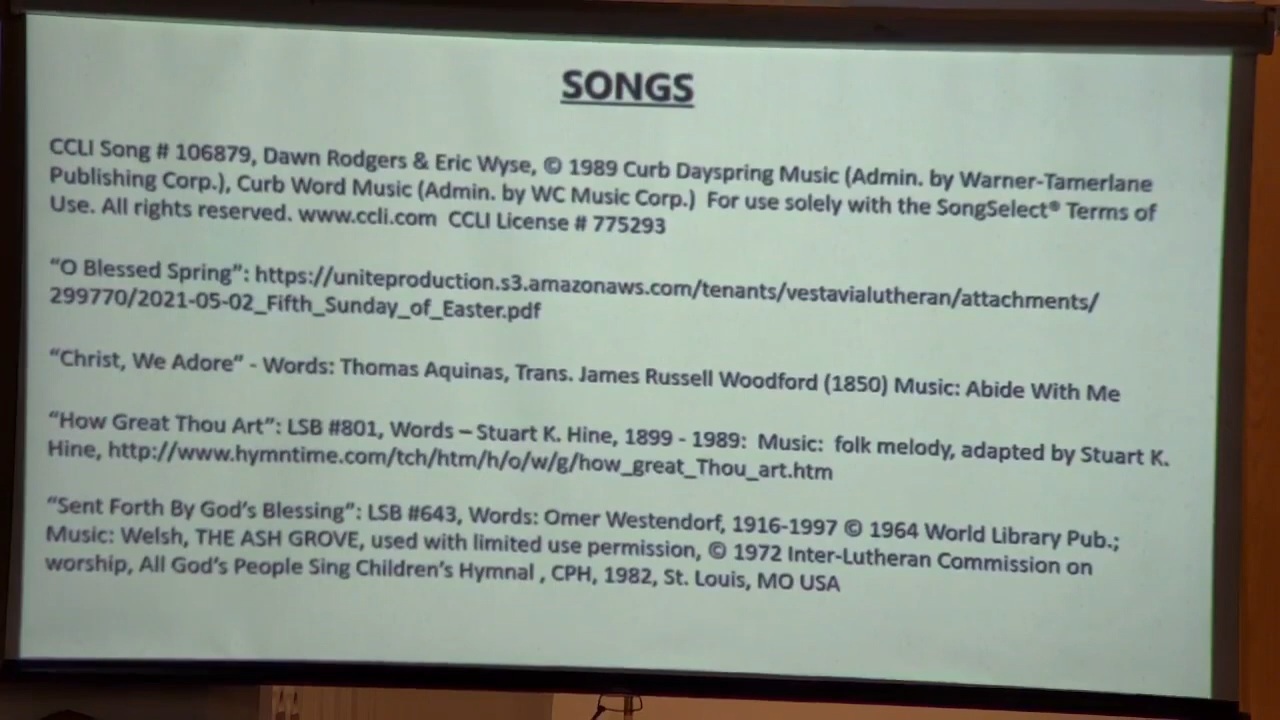 SONGS
CCLI Song # 106879, Dawn Rodgers & Eric Wyse, © 1989 Curb Dayspring Music (Admin. by Warner-Tamerlane
Publishing Corp.), Curb Word Music (Admin. by WC Music Corp.)  For use solely with the SongSelect® Terms of
Use. All rights reserved. www.ccli.com  CCLI License # 775293
“O Blessed Spring”: https://uniteproduction.s3.amazonaws.com/tenants/vestavialutheran/attachments/
299770/2021-05-02_Fifth_Sunday_of_Easter.pdf
“Christ, We Adore” - Words: Thomas Aquinas, Trans. James Russell Woodford (1850) Music: Abide With Me
“How Great Thou Art”: LSB #801, Words – Stuart K. Hine, 1899 - 1989:  Music:  folk melody, adapted by Stuart K.
Hine, http://www.hymntime.com/tch/htm/h/o/w/g/how_great_Thou_art.htm
“Sent Forth By God’s Blessing”: LSB #643, Words: Omer Westendorf, 1916-1997 © 1964 World Library Pub.;
Music: Welsh, THE ASH GROVE, used with limited use permission, © 1972 Inter-Lutheran Commission on
worship, All God’s People Sing Children’s Hymnal , CPH, 1982, St. Louis, MO USA